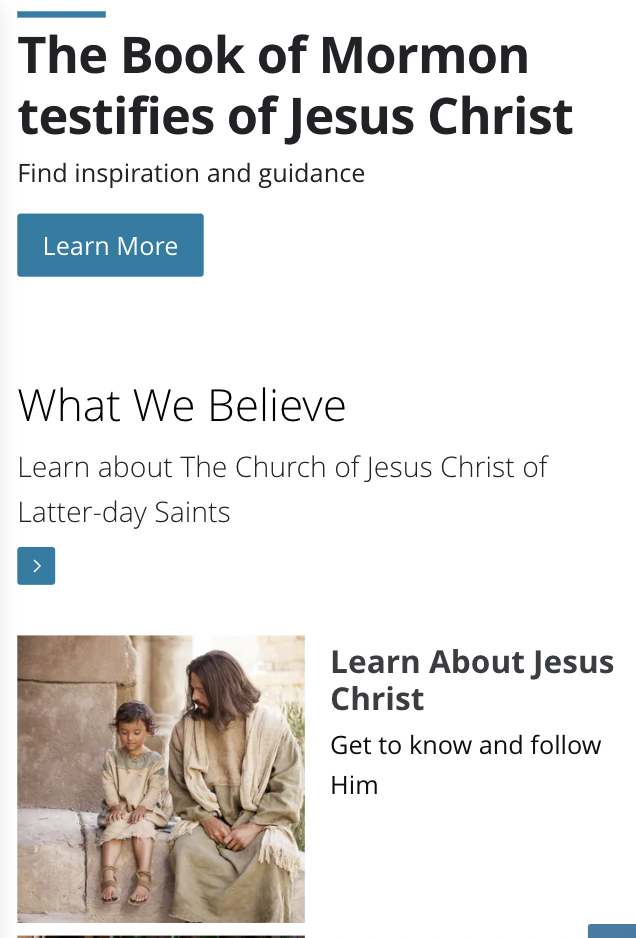 The Book of Mormon
testifies of Jesus Christ
Find inspiration and guidance
Learn More
What We Believe
Learn about The Church of Jesus Christ of
Latter-day Saints
Learn About Jesus
Christ
Get to know and follow
Him